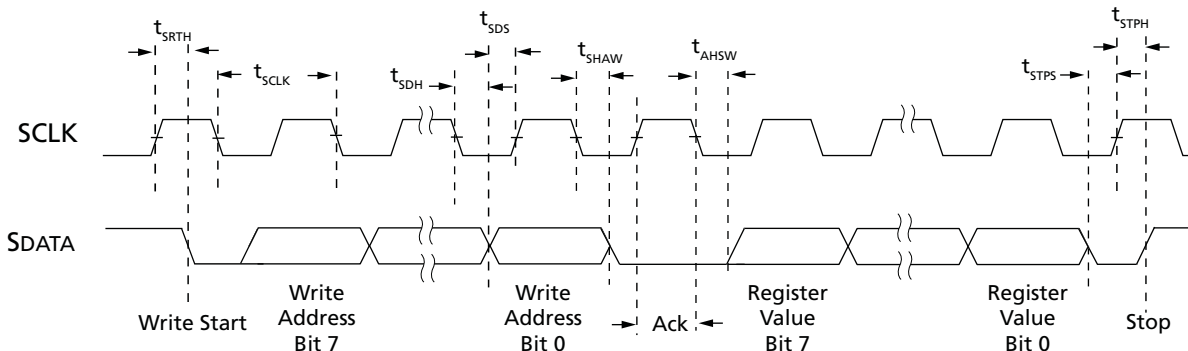 tSRTH
tSCLK
tSDH
tSDS
tSHAW
tAHSW
tSTPS
tSTPH
SCLK
SDATA
Write Start
Write
Address
Bit 7
Write
Address
Bit 0
Ack
Register
Value
Bit 7
Register
Value
Bit 0
Stop